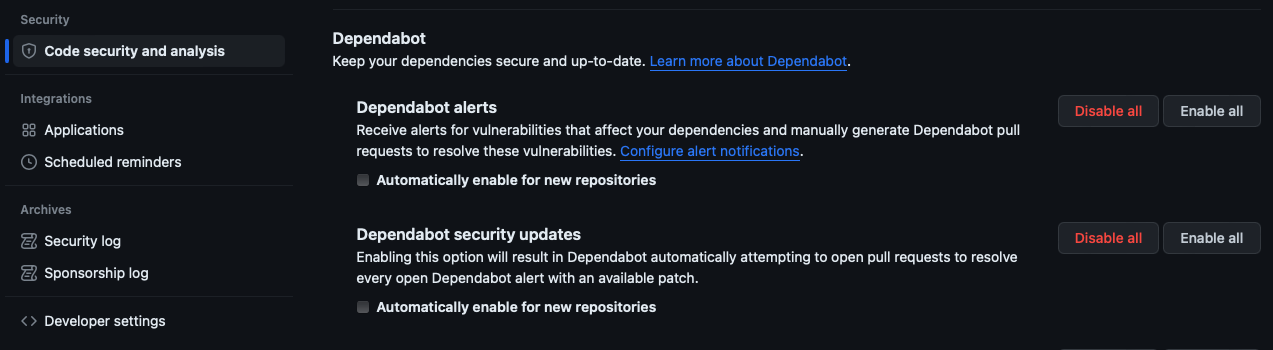 Security
Code security and analysis
Integrations
Applications
Scheduled reminders
Archives
Security log
Sponsorship log
Developer settings
Dependabot
Keep your dependencies secure and up-to-date. Learn more about Dependabot.
Dependabot alerts
Receive alerts for vulnerabilities that affect your dependencies and manually generate Dependabot pull
requests to resolve these vulnerabilities. Configure alert notifications.
Automatically enable for new repositories
Disable all
Enable all
Dependabot security updates
Enabling this option will result in Dependabot automatically attempting to open pull requests to resolve
every open Dependabot alert with an available patch.
Automatically enable for new repositories
Disable all
Enable all